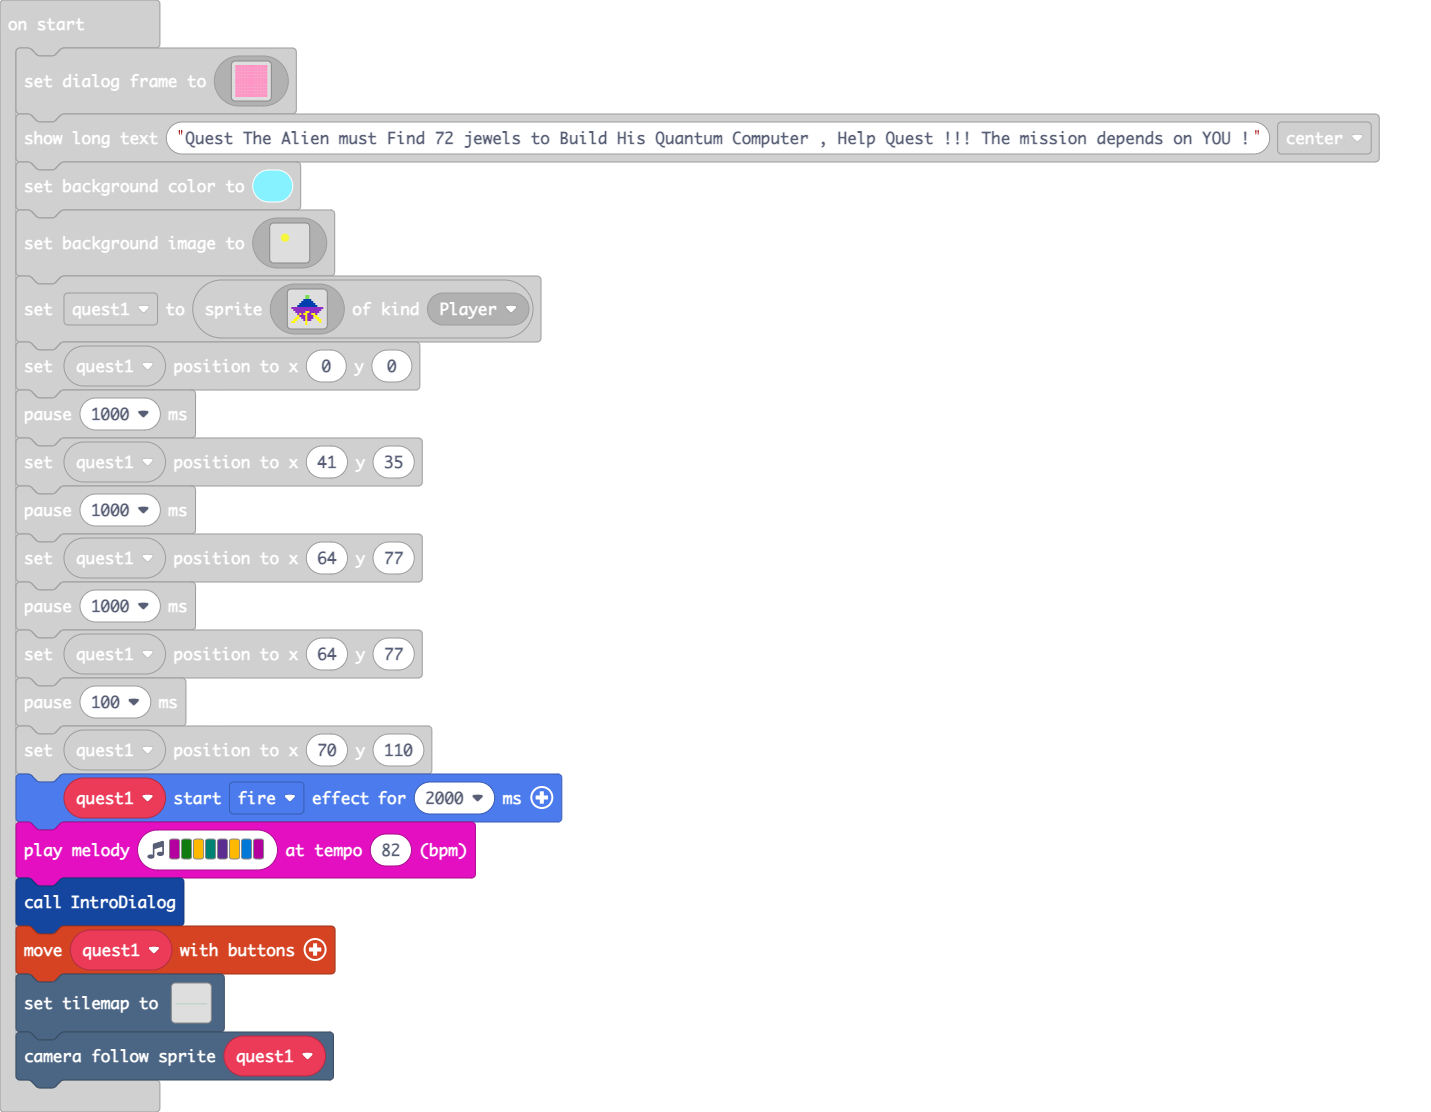 on start
set dialog frame to
show long text "Quest The Alien must Find 72 jewels to Build His Quantum Computer , Help Quest !!! The mission depends on YOU !" center
set background color to
set background image to
set quest1 to sprite of kind Player
set quest1 position to x 0 y 0
pause 1000 ms
set quest1 position to x 41 y 35
pause 1000 ms
set quest1 position to x 64 y 77
pause 1000 ms
set quest1 position to x 64 y 77
pause 100 ms
set quest1 position to x 70 y 110
quest1 start fire effect for 2000 ms
play melody at tempo 82 (bpm)
call IntroDialog
move quest1 with buttons
set tilemap to
camera follow sprite quest1